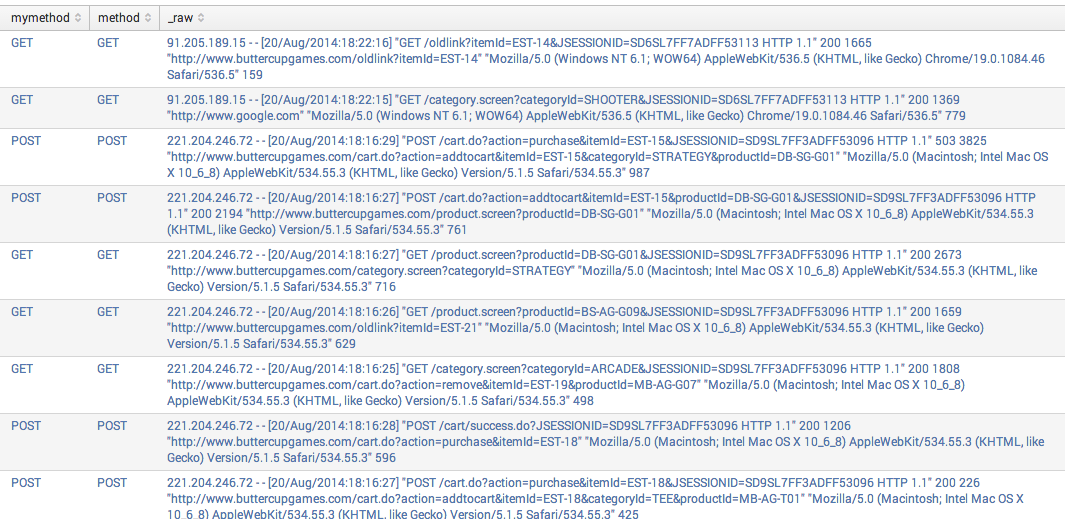 mymethod method _raw
GET GET 91.205.189.15 - - [20/Aug/2014:18:22:16] "GET /oldlink?itemId=EST-14&JSESSIONID=SD6SL7FF7ADFF53113 HTTP 1.1" 200 1665
"http://www.buttercupgames.com/oldlink?itemId=EST-14" "Mozilla/5.0 (Windows NT 6.1; WOW64) AppleWebKit/536.5 (KHTML, like Gecko) Chrome/19.0.1084.46
Safari/536.5" 159
GET GET 91.205.189.15 - - [20/Aug/2014:18:22:15] "GET /category.screen?categoryId=SHOOTER&JSESSIONID=SD6SL7FF7ADFF53113 HTTP 1.1" 200 1369
"http://www.google.com" "Mozilla/5.0 (Windows NT 6.1; WOW64) AppleWebKit/536.5 (KHTML, like Gecko) Chrome/19.0.1084.46 Safari/536.5" 779
POST POST 221.204.246.72 - - [20/Aug/2014:18:16:29] "POST /cart.do?action=purchase&itemId=EST-15&JSESSIONID=SD9SL7FF3ADFF53096 HTTP 1.1" 503 3825
"http://www.buttercupgames.com/cart.do?action=addtocart&itemId=EST-15&categoryId=STRATEGY&productId=DB-SG-G01" "Mozilla/5.0 (Macintosh; Intel Mac OS
X 10_6_8) AppleWebKit/534.55.3 (KHTML, like Gecko) Version/5.1.5 Safari/534.55.3" 987
POST POST 221.204.246.72 - - [20/Aug/2014:18:16:27] "POST /cart.do?action=addtocart&itemId=EST-15&productId=DB-SG-G01&JSESSIONID=SD9SL7FF3ADFF53096 HTTP
1.1" 200 2194 "http://www.buttercupgames.com/product.screen?productId=DB-SG-G01" "Mozilla/5.0 (Macintosh; Intel Mac OS X 10_6_8) AppleWebKit/534.55.3
(KHTML, like Gecko) Version/5.1.5 Safari/534.55.3" 761
GET GET 221.204.246.72 - - [20/Aug/2014:18:16:27] "GET /product.screen?productId=DB-SG-G01&JSESSIONID=SD9SL7FF3ADFF53096 HTTP 1.1" 200 2673
"http://www.buttercupgames.com/category.screen?categoryId=STRATEGY" "Mozilla/5.0 (Macintosh; Intel Mac OS X 10_6_8) AppleWebKit/534.55.3 (KHTML, like
Gecko) Version/5.1.5 Safari/534.55.3" 716
GET GET 221.204.246.72 - - [20/Aug/2014:18:16:26] "GET /product.screen?productId=BS-AG-G09&JSESSIONID=SD9SL7FF3ADFF53096 HTTP 1.1" 200 1659
"http://www.buttercupgames.com/oldlink?itemId=EST-21" "Mozilla/5.0 (Macintosh; Intel Mac OS X 10_6_8) AppleWebKit/534.55.3 (KHTML, like Gecko)
Version/5.1.5 Safari/534.55.3" 629
GET GET 221.204.246.72 - - [20/Aug/2014:18:16:25] "GET /category.screen?categoryId=ARCADE&JSESSIONID=SD9SL7FF3ADFF53096 HTTP 1.1" 200 1808
"http://www.buttercupgames.com/cart.do?action=remove&itemId=EST-19&productId=MB-AG-G07" "Mozilla/5.0 (Macintosh; Intel Mac OS X 10_6_8)
AppleWebKit/534.55.3 (KHTML, like Gecko) Version/5.1.5 Safari/534.55.3" 498
POST POST 221.204.246.72 - - [20/Aug/2014:18:16:28] "POST /cart/success.do?JSESSIONID=SD9SL7FF3ADFF53096 HTTP 1.1" 200 1206
"http://www.buttercupgames.com/cart.do?action=purchase&itemId=EST-18" "Mozilla/5.0 (Macintosh; Intel Mac OS X 10_6_8) AppleWebKit/534.55.3 (KHTML, like
Gecko) Version/5.1.5 Safari/534.55.3" 596
POST POST 221.204.246.72 - - [20/Aug/2014:18:16:27] "POST /cart.do?action=purchase&itemId=EST-18&JSESSIONID=SD9SL7FF3ADFF53096 HTTP 1.1" 200 226
"http://www.buttercupgames.com/cart.do?action=addtocart&itemId=EST-18&categoryId=TEE&productId=MB-AG-T01" "Mozilla/5.0 (Macintosh; Intel Mac OS X
10_6_8) AppleWebKit/534.55.3 (KHTML, like Gecko) Version/5.1.5 Safari/534.55.3" 425